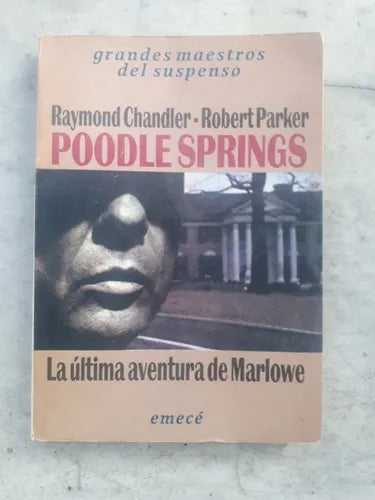 grandes maestros
del suspenso
Raymond Chandler - Robert Parker
POODLE SPRINGS
La última aventura de Marlowe
emecé